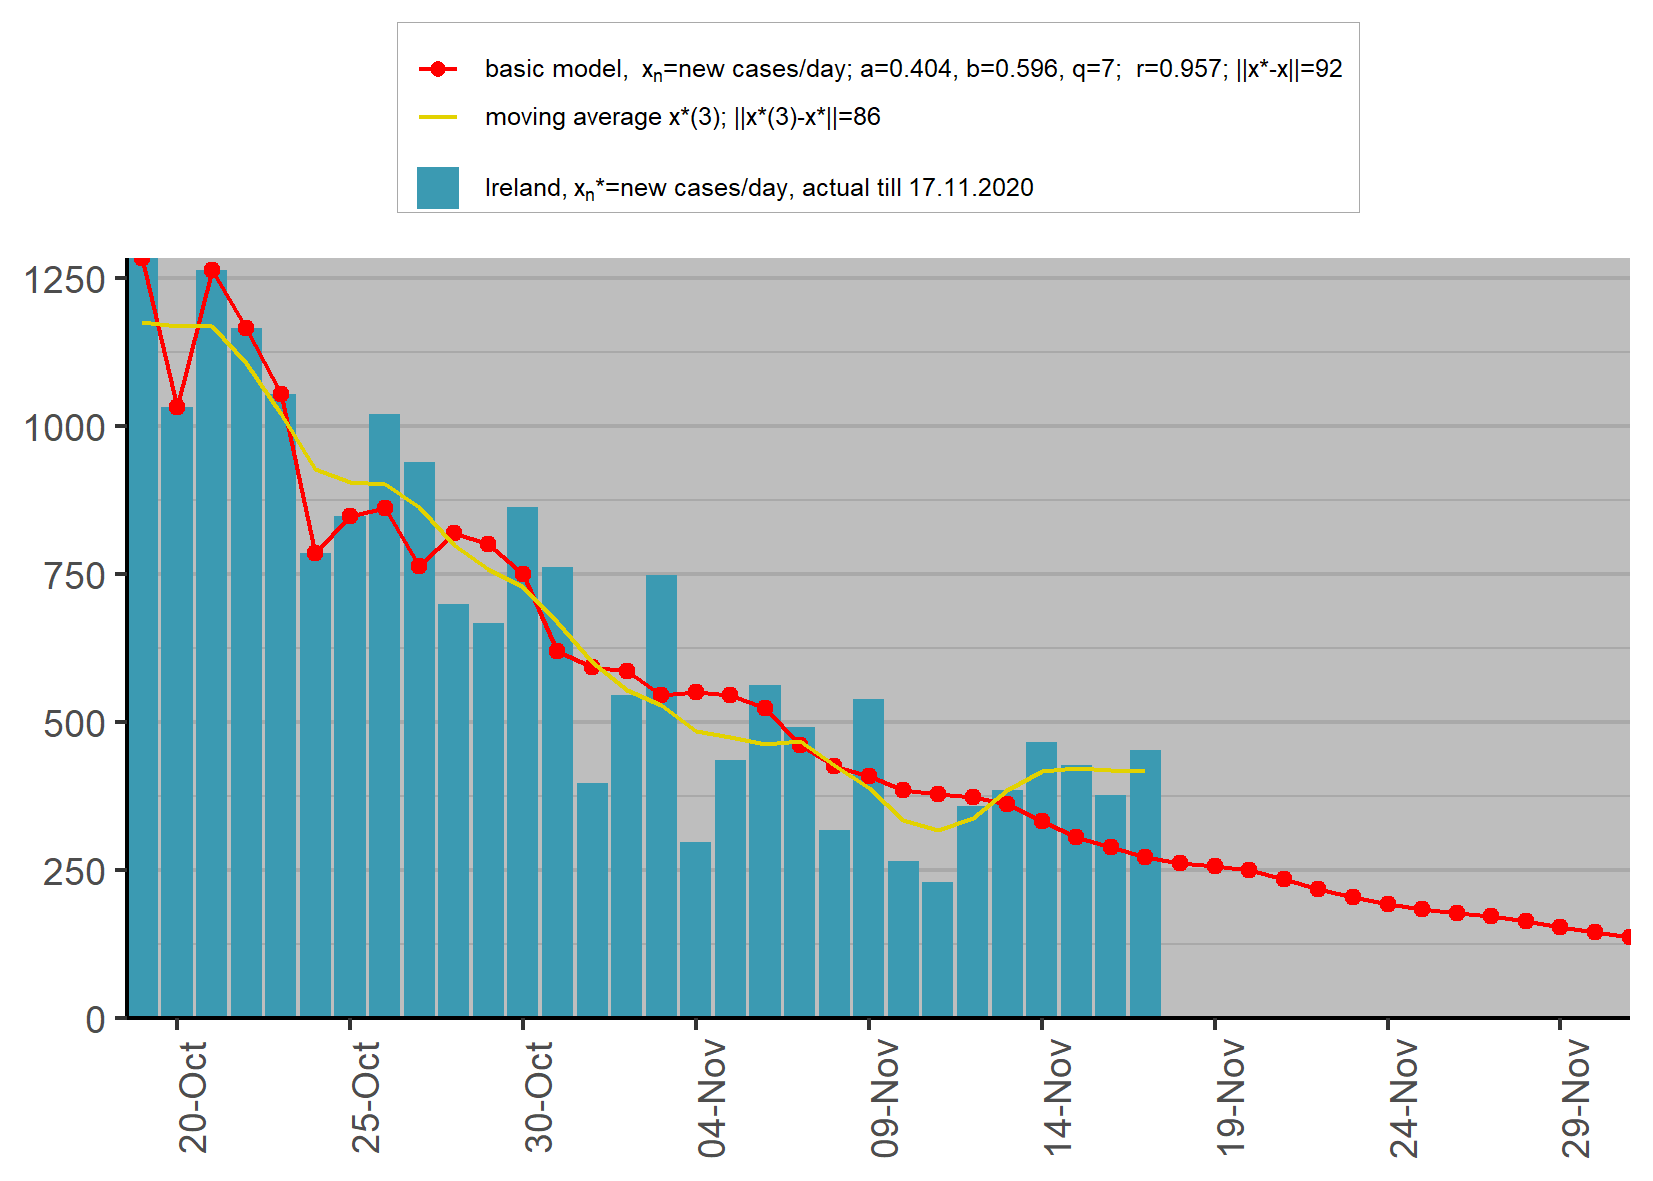 basic model,  xn=new cases/day; a=0.404, b=0.596, q=7;  r=0.957; ||x*-x||=92
moving average x*(3); ||x*(3)-x*||=86
Ireland, xn*=new cases/day, actual till 17.11.2020
1250
1000
750
500
250
0
20-Oct
25-Oct
30-Oct
04-Nov
09-Nov
14-Nov
19-Nov
24-Nov
29-Nov